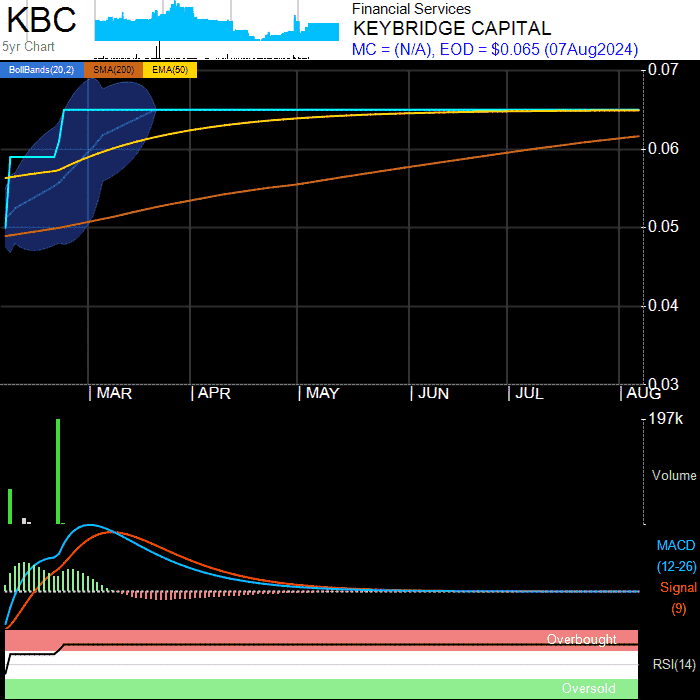 KBC
5yr Chart
Financial Services
KEYBRIDGE CAPITAL
MC = (N/A), EOD = $0.065 (07Aug2024)
BollBands(20,2) SMA(200) EMA(50)
0.07
0.06
0.05
0.04
0.03
| MAR | APR | MAY | JUN | JUL | AUG
197k
Volume
MACD
(12-26)
Signal
(9)
Overbought
RSI(14)
Oversold